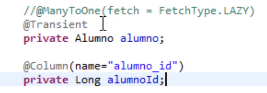 //@ManyToOne(fetch = FetchType.LAZY)
@Transient
private Alumno alumno;
@Column(name="alumno_id")
private Long alumnoId;